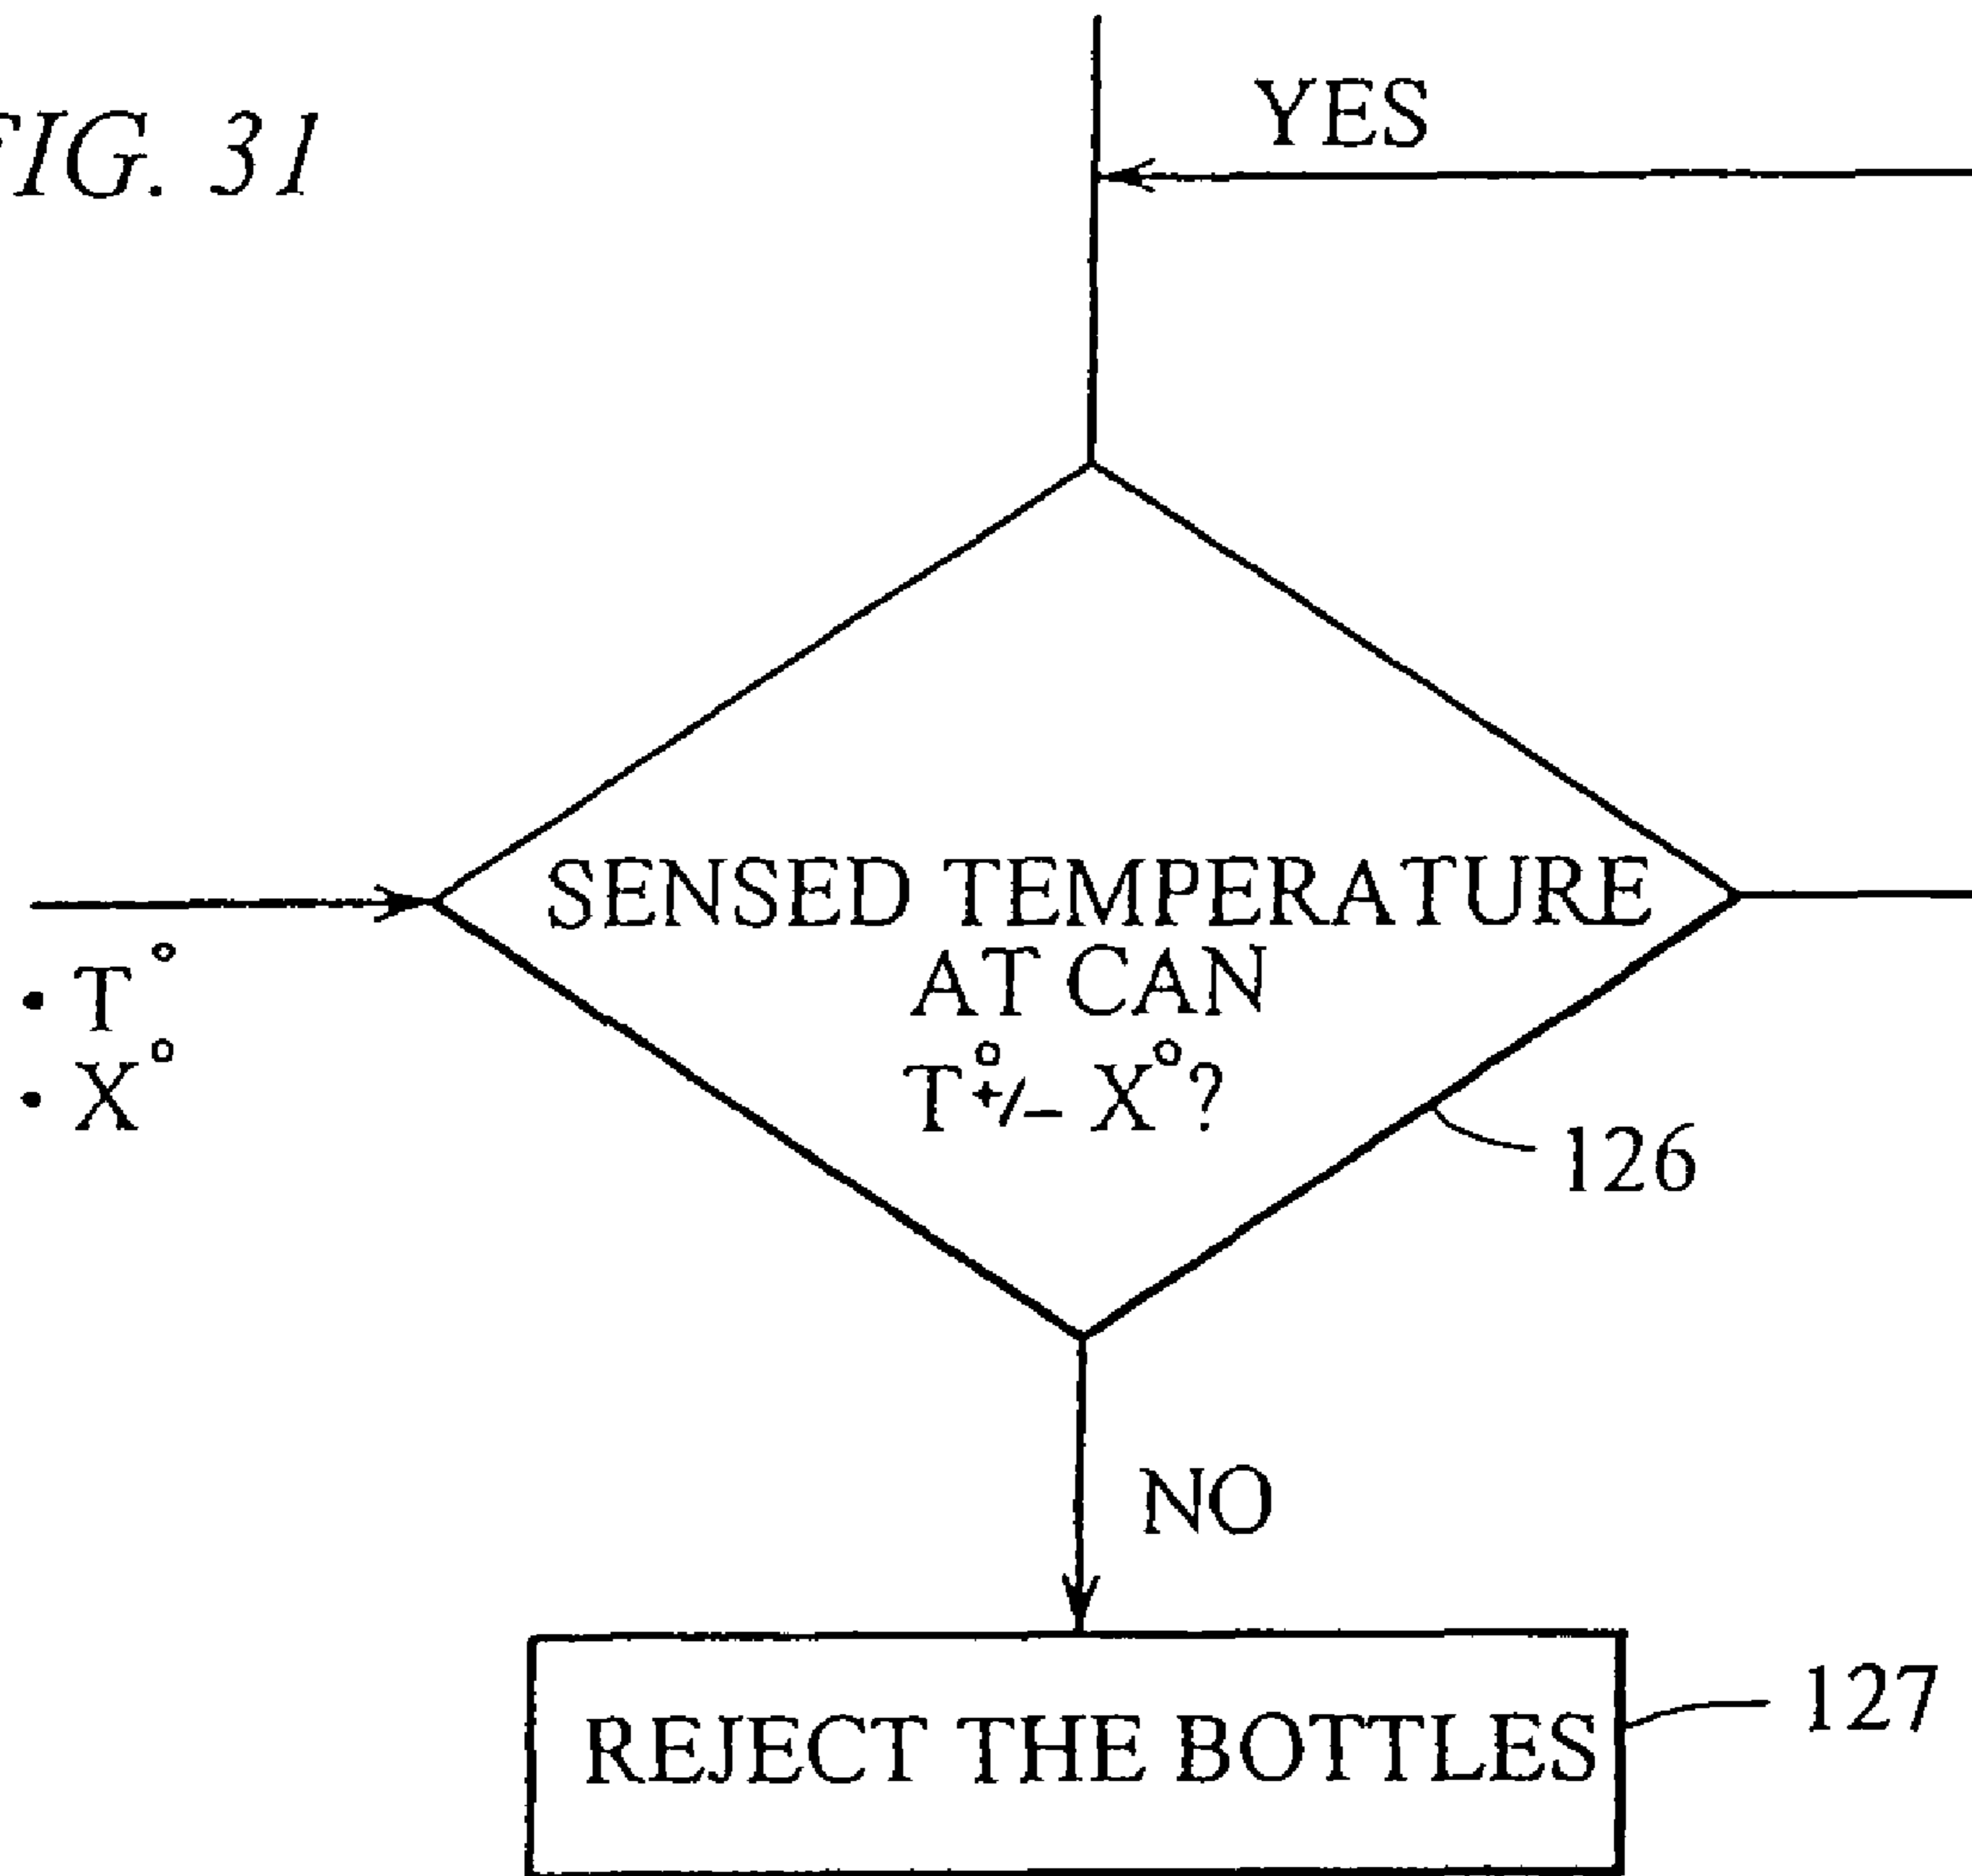 FIG. 31
YES
SENSED TEMPERATURE
AT CAN
T° +/- X°?
• T°
• X°
126
NO
REJECT THE BOTTLES
127